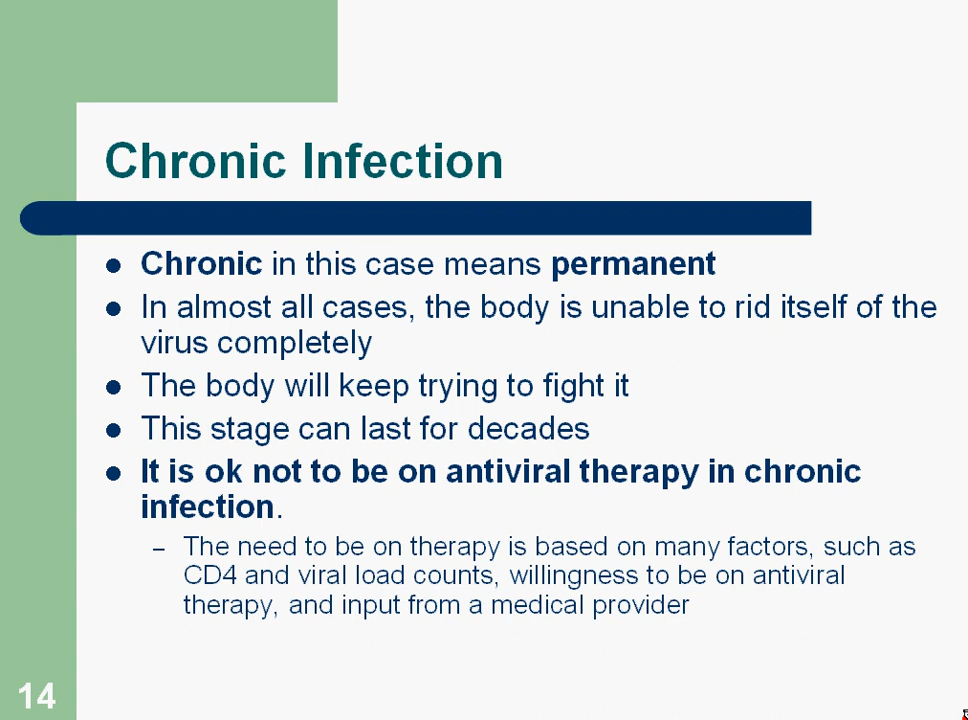 Chronic Infection
Chronic in this case means permanent
In almost all cases, the body is unable to rid itself of the
virus completely
The body will keep trying to fight it
This stage can last for decades
It is ok not to be on antiviral therapy in chronic
infection.
– The need to be on therapy is based on many factors, such as
CD4 and viral load counts, willingness to be on antiviral
therapy, and input from a medical provider
14